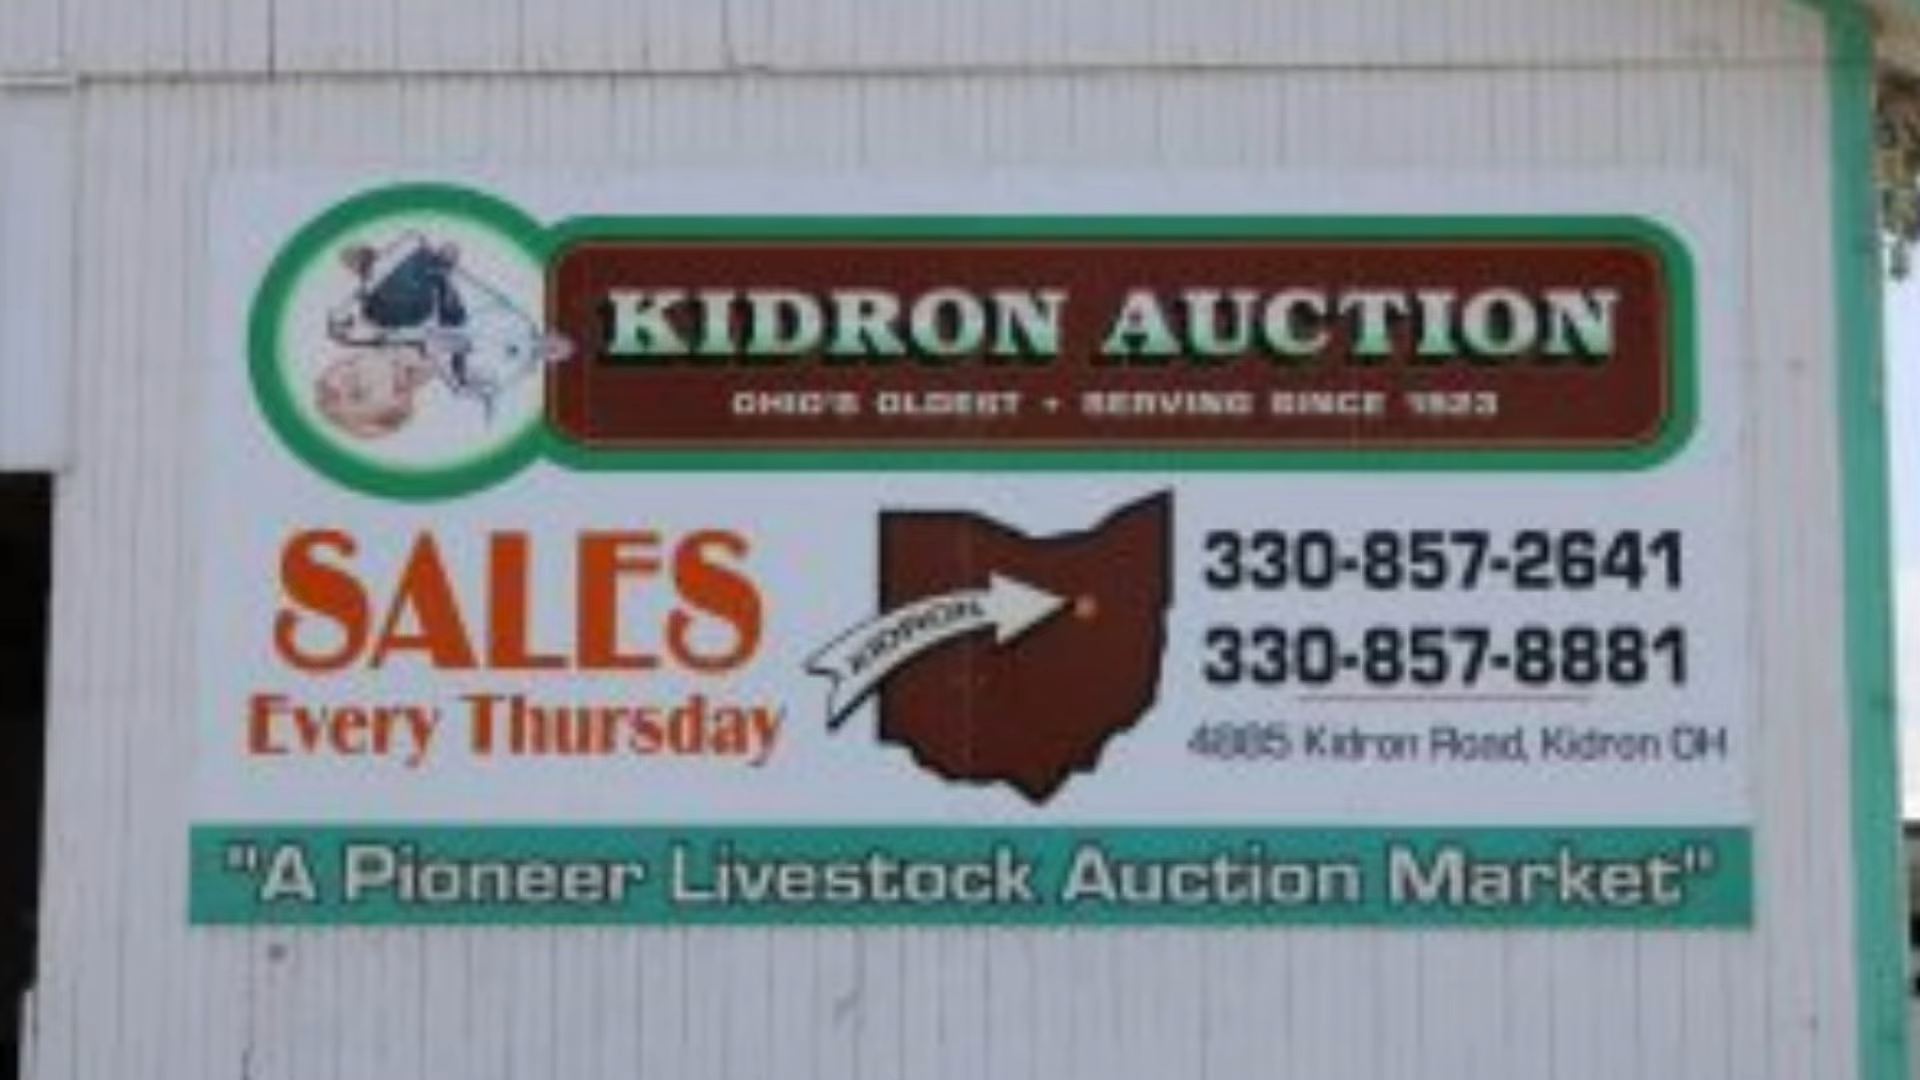 KIDRON AUCTION
OHIO'S OLDEST • SERVING SINCE 1923
SALES
Every Thursday
KIDRON
330-857-2641
330-857-8881
4885 Kidron Road, Kidron OH
"A Pioneer Livestock Auction Market"